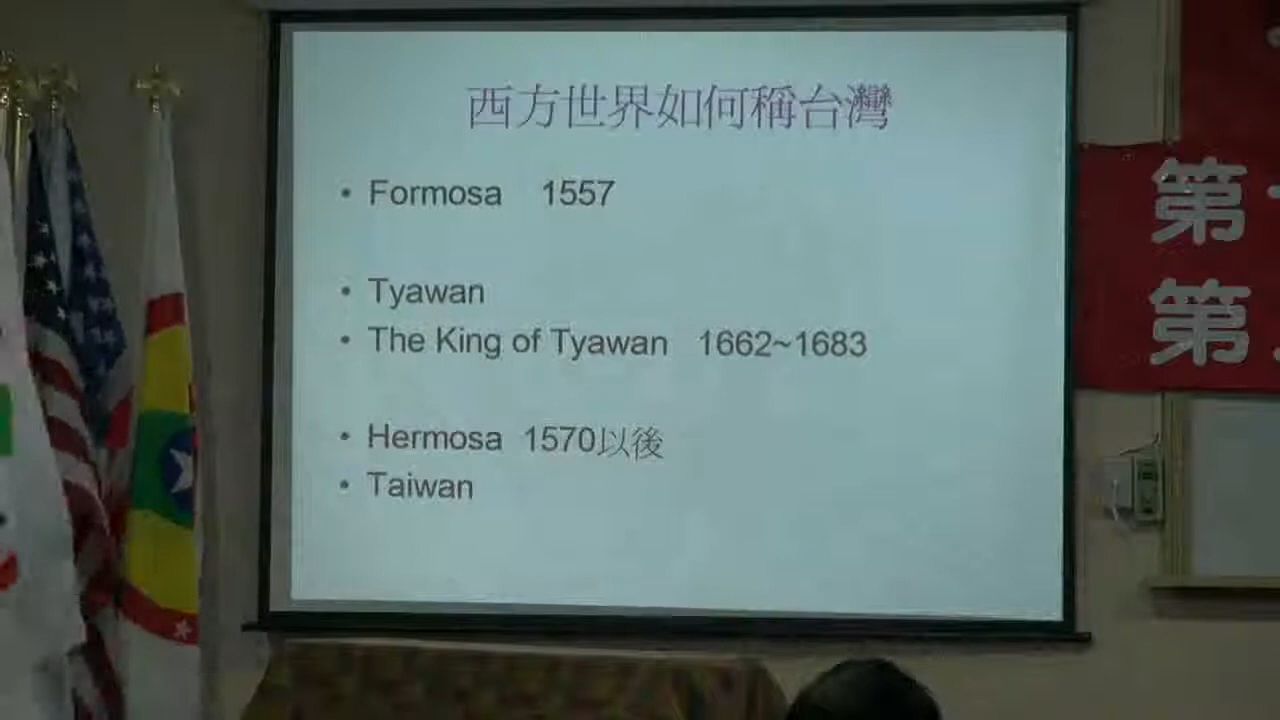 西方世界如何稱台灣
• Formosa 1557
• Tyawan
• The King of Tyawan 1662~1683
• Hermosa 1570以後
• Taiwan
第
第